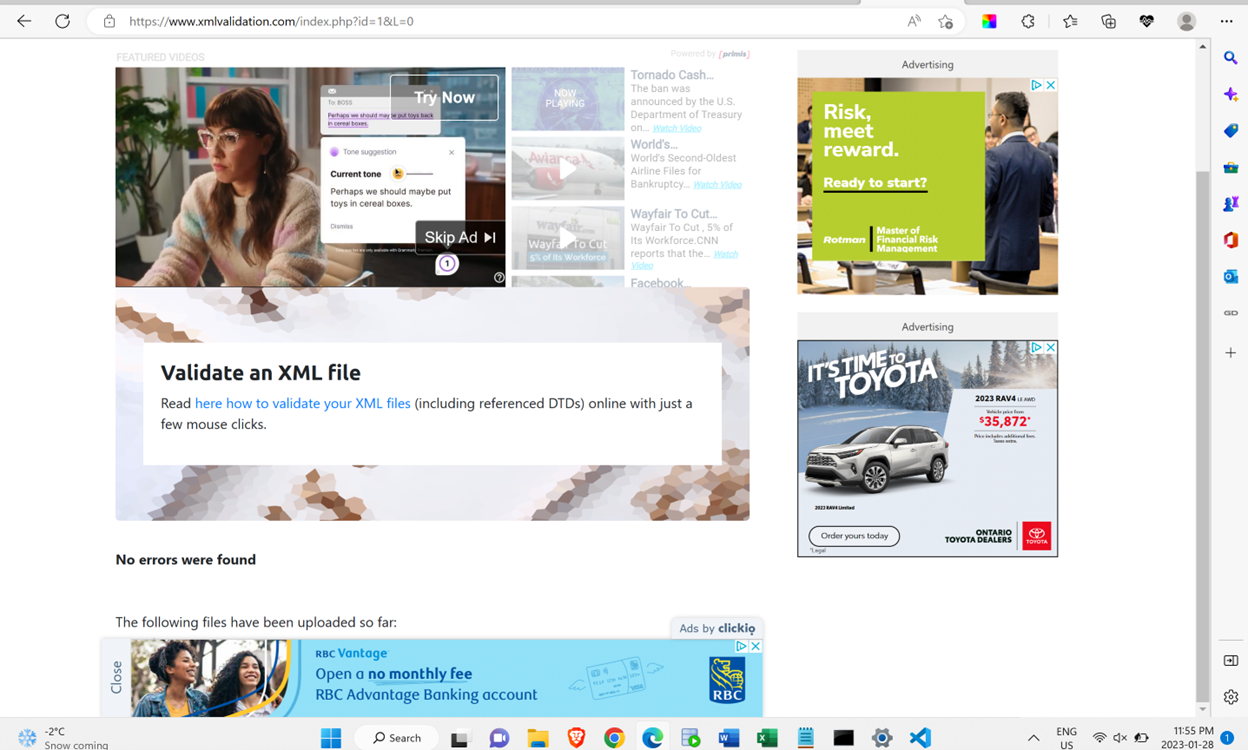 https://www.xmlvalidation.com/index.php?id=1&L=0
FEATURED VIDEOS
Powered by [primis]
To: BOSS
Perhaps we should may be put toys back
in cereal boxes.
Try Now
Tone suggestion
Current tone
Perhaps we should maybe put
toys in cereal boxes.
Dismiss
Skip Ad
1
NOW
PLAYING
Tornado Cash...
The ban was
announced by the U.S.
Department of Treasury
on... Watch Video
Avianca
World's...
World's Second-Oldest
Airline Files for
Bankruptcy... Watch Video
Wayfair
Wayfair To Cut
5% of Its Workforce
Wayfair To Cut...
Wayfair To Cut , 5% of
Its Workforce.CNN
reports that the... Watch
Video
Facebook...
Validate an XML file
Read here how to validate your XML files (including referenced DTDs) online with just a
few mouse clicks.
No errors were found
The following files have been uploaded so far:
Ads by clickio
Close
RBC Vantage
Open a no monthly fee
RBC Advantage Banking account
RBC
Advertising
Risk,
meet
reward.
Ready to start?
Rotman
Master of
Financial Risk
Management
Advertising
IT'S TIME TO
TOYOTA
2023 RAV4 LE AWD
Vehicle price from
$35,872*
Price includes additional fees,
taxes extra.
2023 RAV4 Limited
Order yours today
*Legal
ONTARIO
TOYOTA DEALERS
TOYOTA
-2°C
Snow coming
Search
ENG
US
11:55 PM
2023-01-28
1